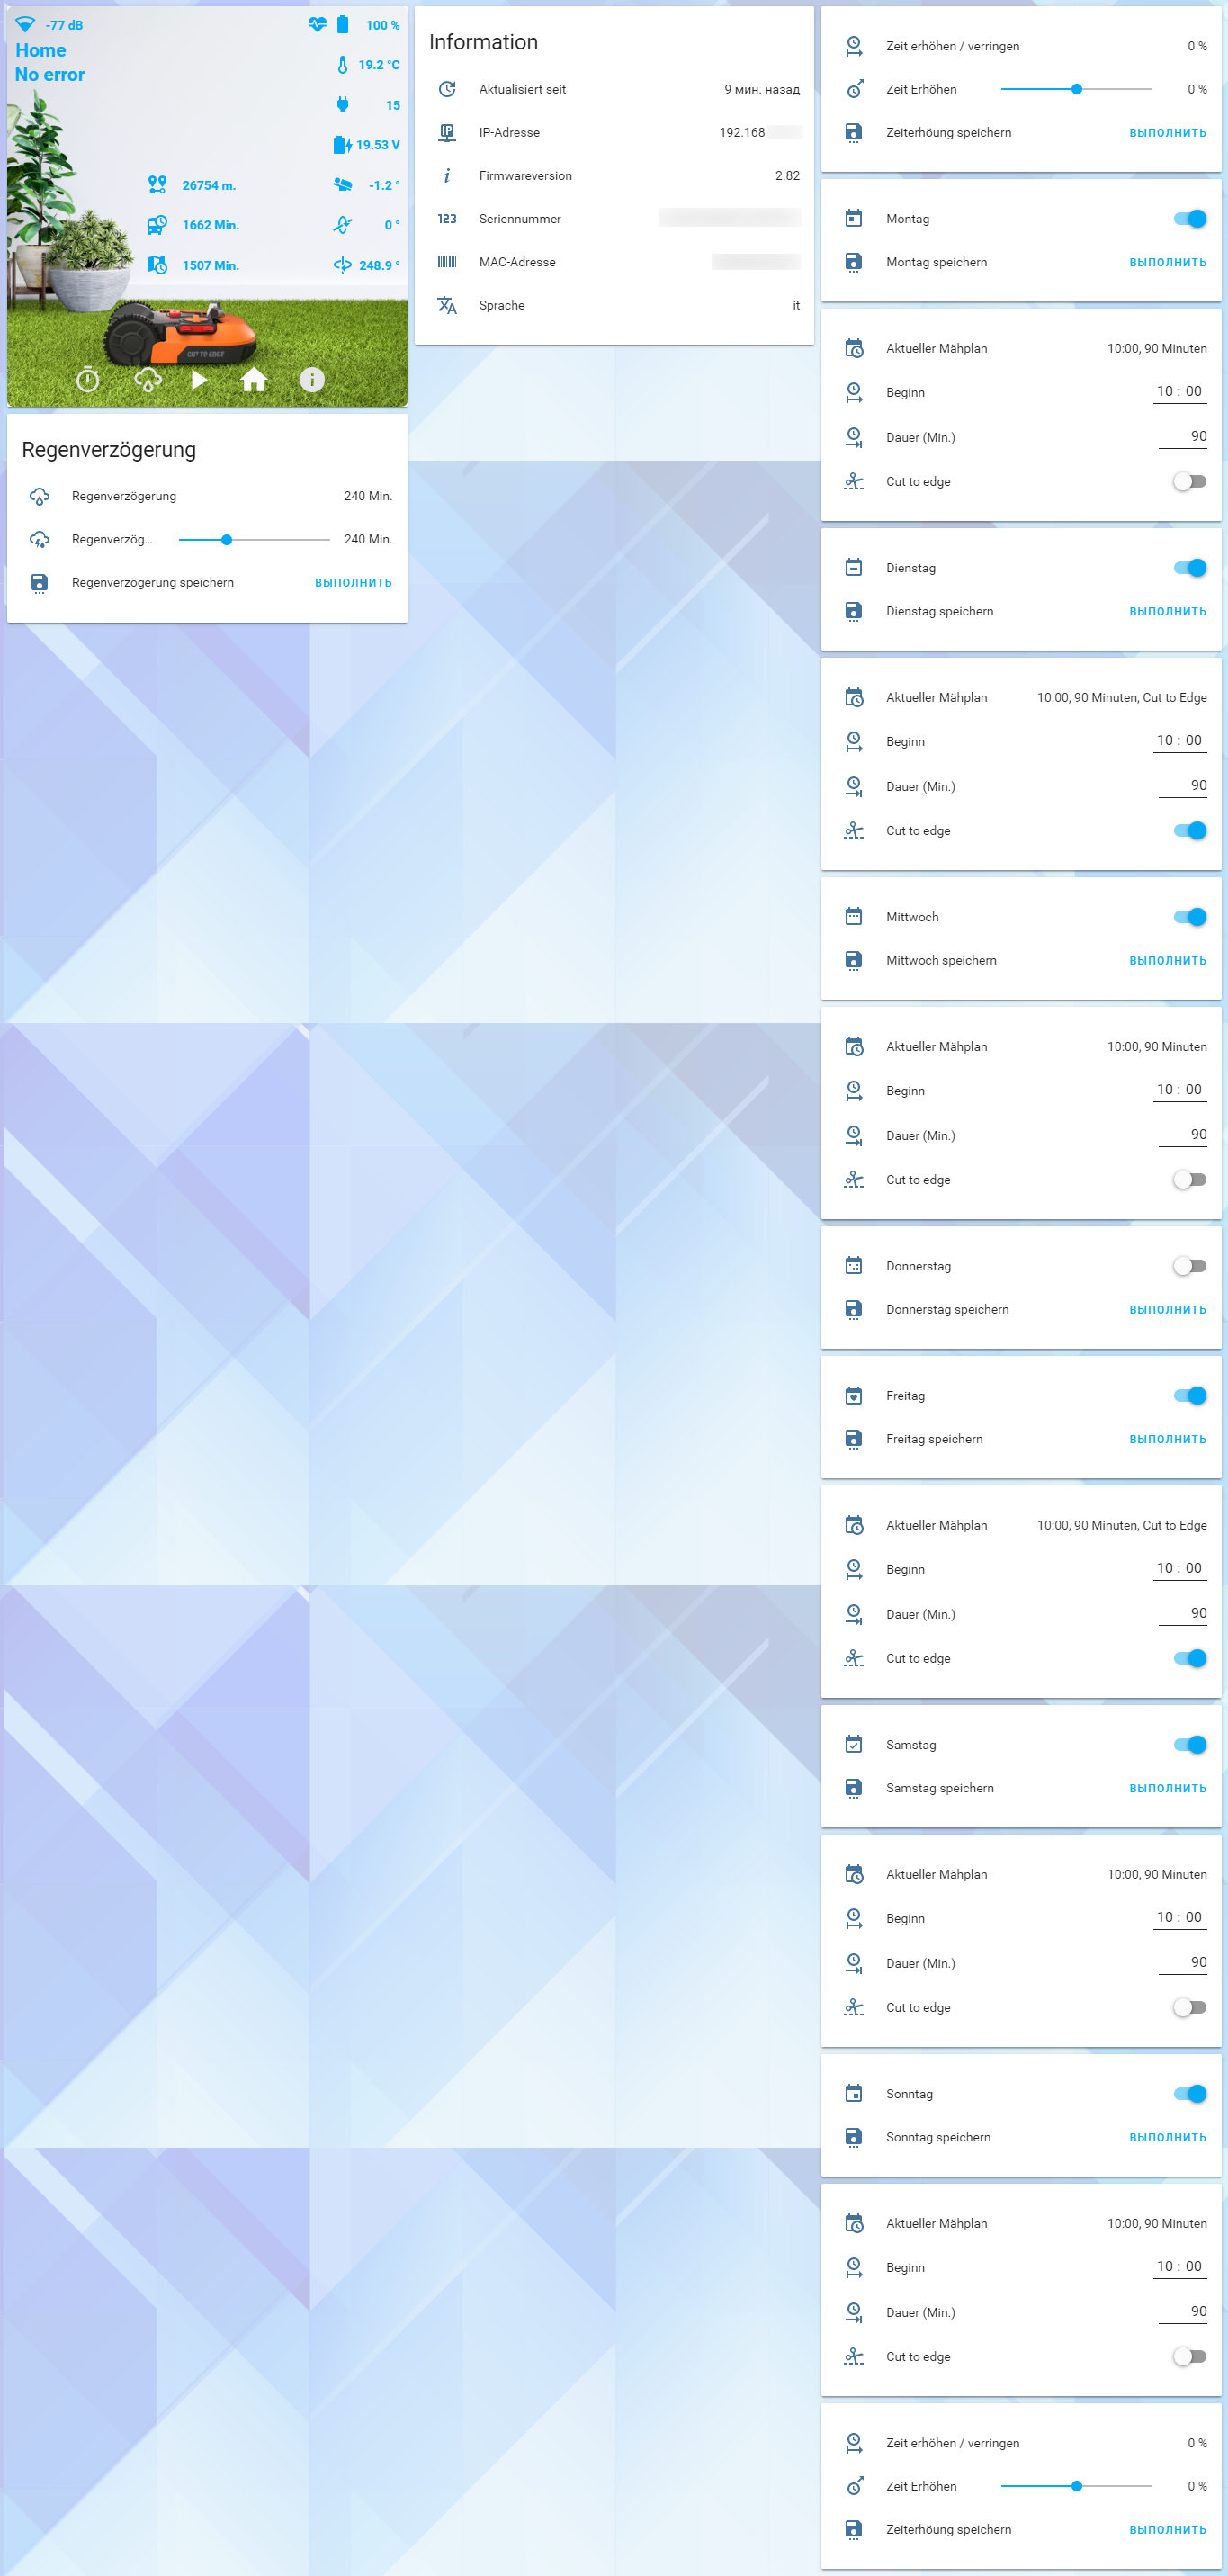 -77 dB
100 %
Home
No error
19.2 °C
15
19.53 V
26754 m.
-1.2 °
1662 Min.
0 °
1507 Min.
248.9 °
CUT TO EDGE
Regenverzögerung
Regenverzögerung
240 Min.
Regenverzög...
240 Min.
Regenverzögerung speichern
ВЫПОЛНИТЬ
Information
Aktualisiert seit
9 мин. назад
IP-Adresse
192.168
Firmwareversion
2.82
123
Seriennummer
MAC-Adresse
Sprache
it
Zeit erhöhen / verringen
0 %
Zeit Erhöhen
0 %
Zeiterhöung speichern
ВЫПОЛНИТЬ
Montag
Montag speichern
ВЫПОЛНИТЬ
Aktueller Mähplan
10:00, 90 Minuten
Beginn
10 : 00
Dauer (Min.)
90
Cut to edge
Dienstag
Dienstag speichern
ВЫПОЛНИТЬ
Aktueller Mähplan
10:00, 90 Minuten, Cut to Edge
Beginn
10 : 00
Dauer (Min.)
90
Cut to edge
Mittwoch
Mittwoch speichern
ВЫПОЛНИТЬ
Aktueller Mähplan
10:00, 90 Minuten
Beginn
10 : 00
Dauer (Min.)
90
Cut to edge
Donnerstag
Donnerstag speichern
ВЫПОЛНИТЬ
Freitag
Freitag speichern
ВЫПОЛНИТЬ
Aktueller Mähplan
10:00, 90 Minuten, Cut to Edge
Beginn
10 : 00
Dauer (Min.)
90
Cut to edge
Samstag
Samstag speichern
ВЫПОЛНИТЬ
Aktueller Mähplan
10:00, 90 Minuten
Beginn
10 : 00
Dauer (Min.)
90
Cut to edge
Sonntag
Sonntag speichern
ВЫПОЛНИТЬ
Aktueller Mähplan
10:00, 90 Minuten
Beginn
10 : 00
Dauer (Min.)
90
Cut to edge
Zeit erhöhen / verringen
0 %
Zeit Erhöhen
0 %
Zeiterhöung speichern
ВЫПОЛНИТЬ